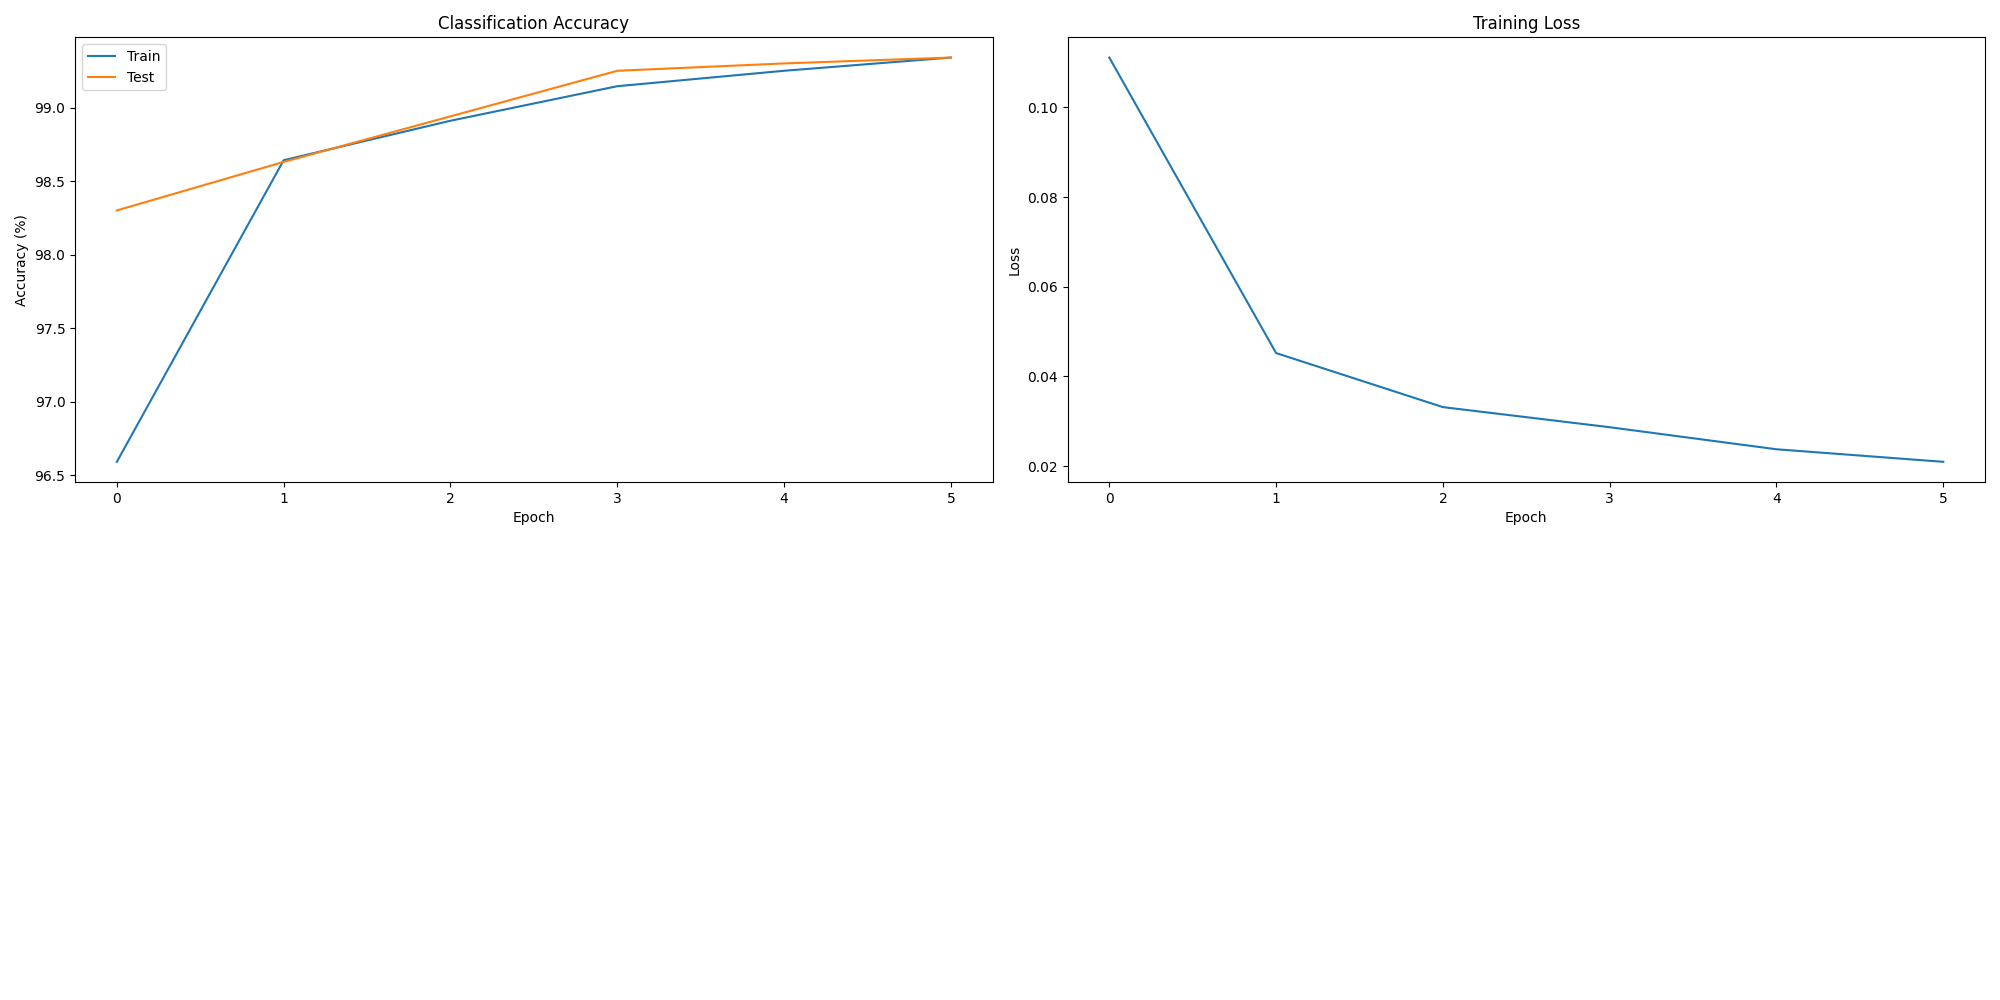 Classification Accuracy
Train
Test
99.0
98.5
98.0
97.5
97.0
96.5
Accuracy (%)
0 1 2 3 4 5
Epoch
Training Loss
0.10
0.08
0.06
0.04
0.02
Loss
0 1 2 3 4 5
Epoch